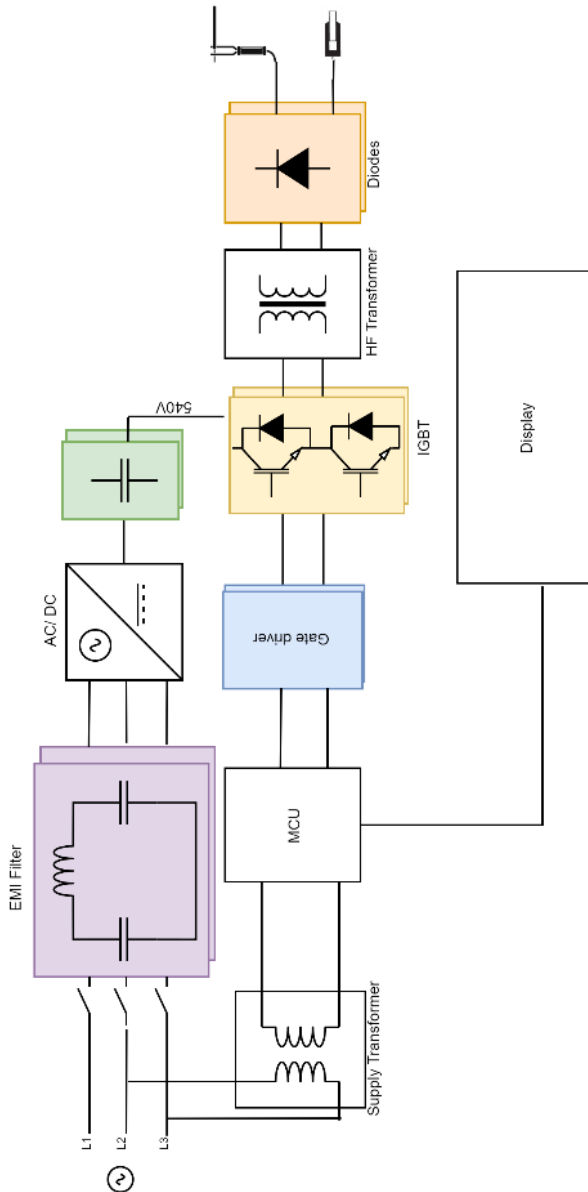 L1
L2
L3
EMI Filter
AC/ DC
540V
Supply Transformer
MCU
Gate driver
IGBT
HF Transformer
Diodes
Display